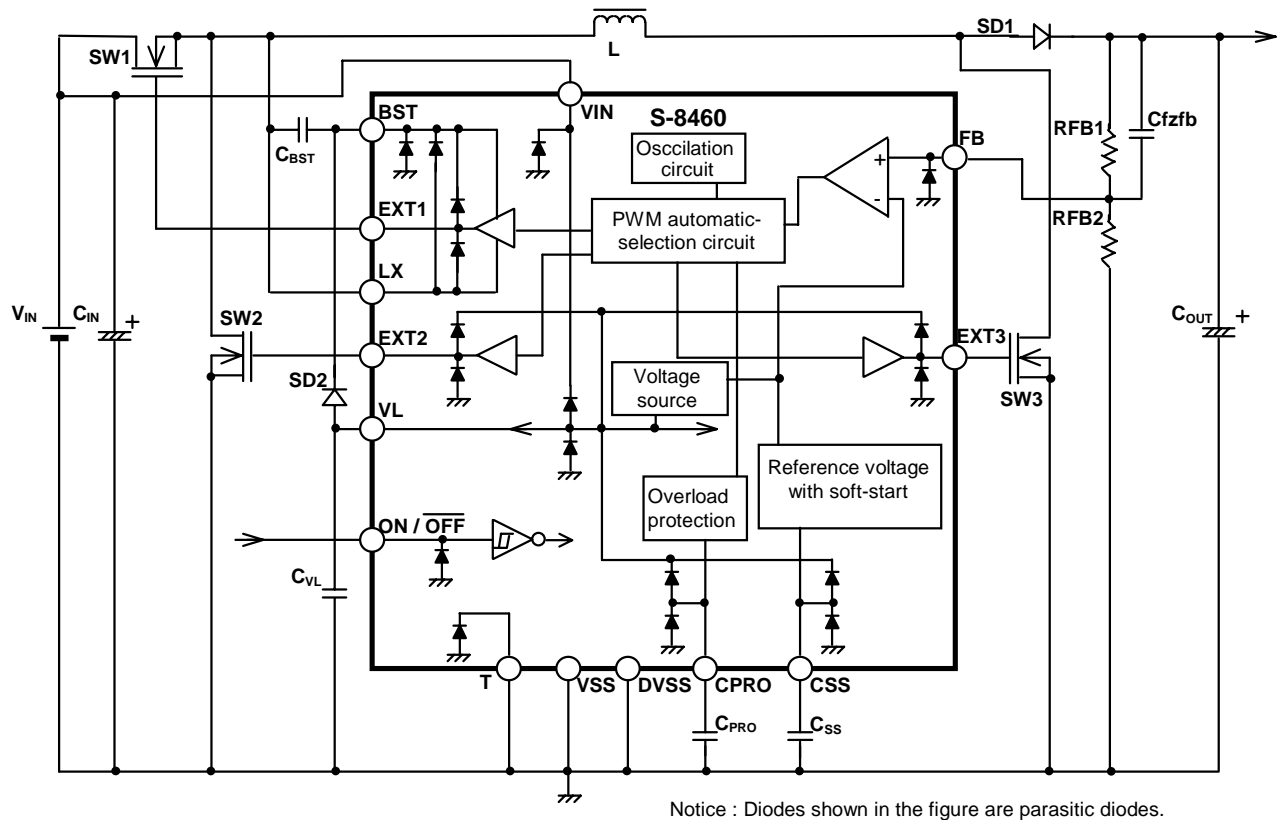 SD1
L
SW1
VIN
BST
S-8460
FB
RFB1
Cfzfb
CBST
Osccilation
circuit
+
-
EXT1
PWM automatic-
selection circuit
RFB2
LX
VIN
CIN
+
SW2
EXT2
EXT3
COUT
+
SD2
Voltage
source
SW3
VL
Reference voltage
with soft-start
Overload
protection
ON / OFF
CVL
T
VSS
DVSS
CPRO
CSS
CPRO
CSS
Notice : Diodes shown in the figure are parasitic diodes.